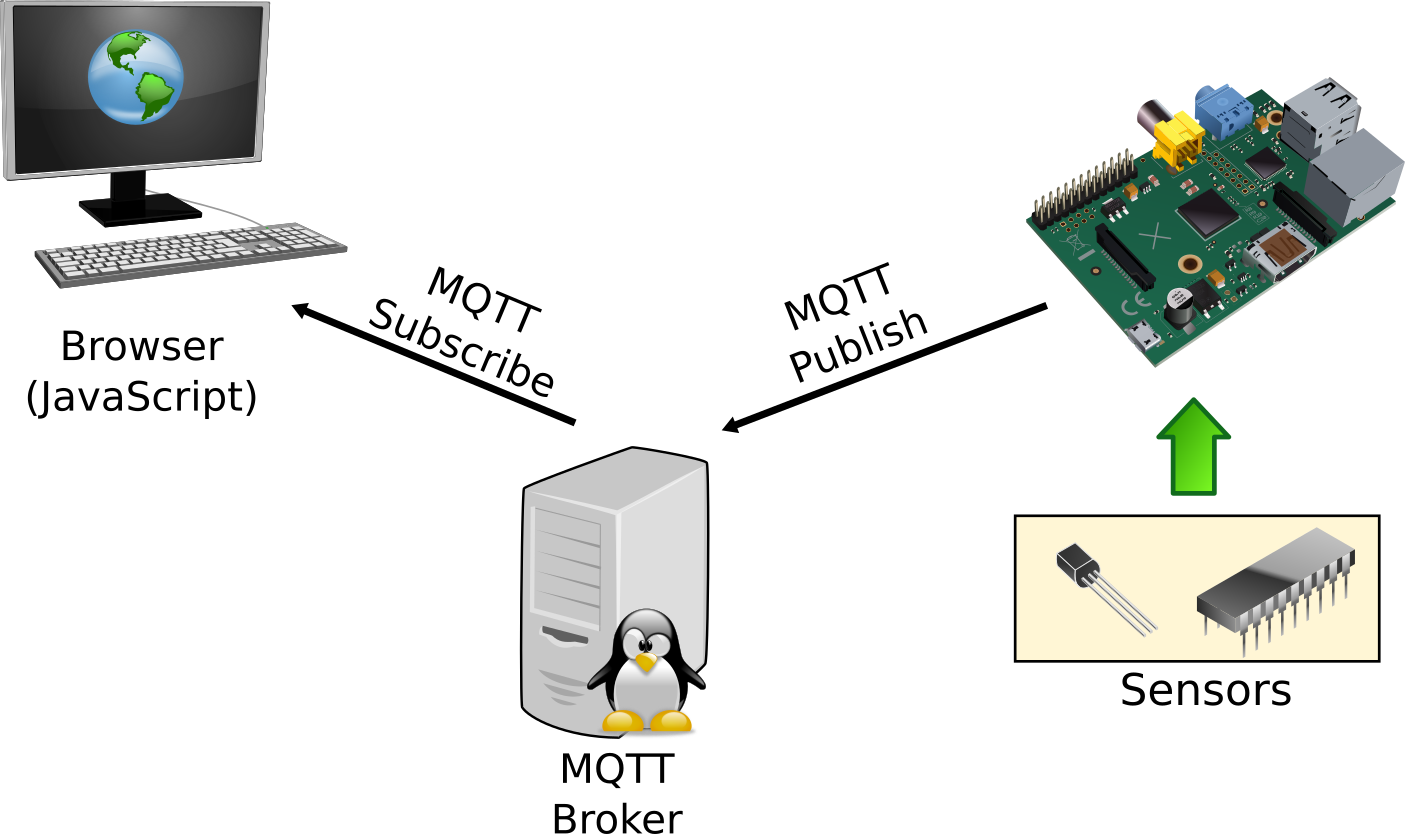 MQTT
Subscribe
MQTT
Publish
Browser
(JavaScript)
Sensors
MQTT
Broker